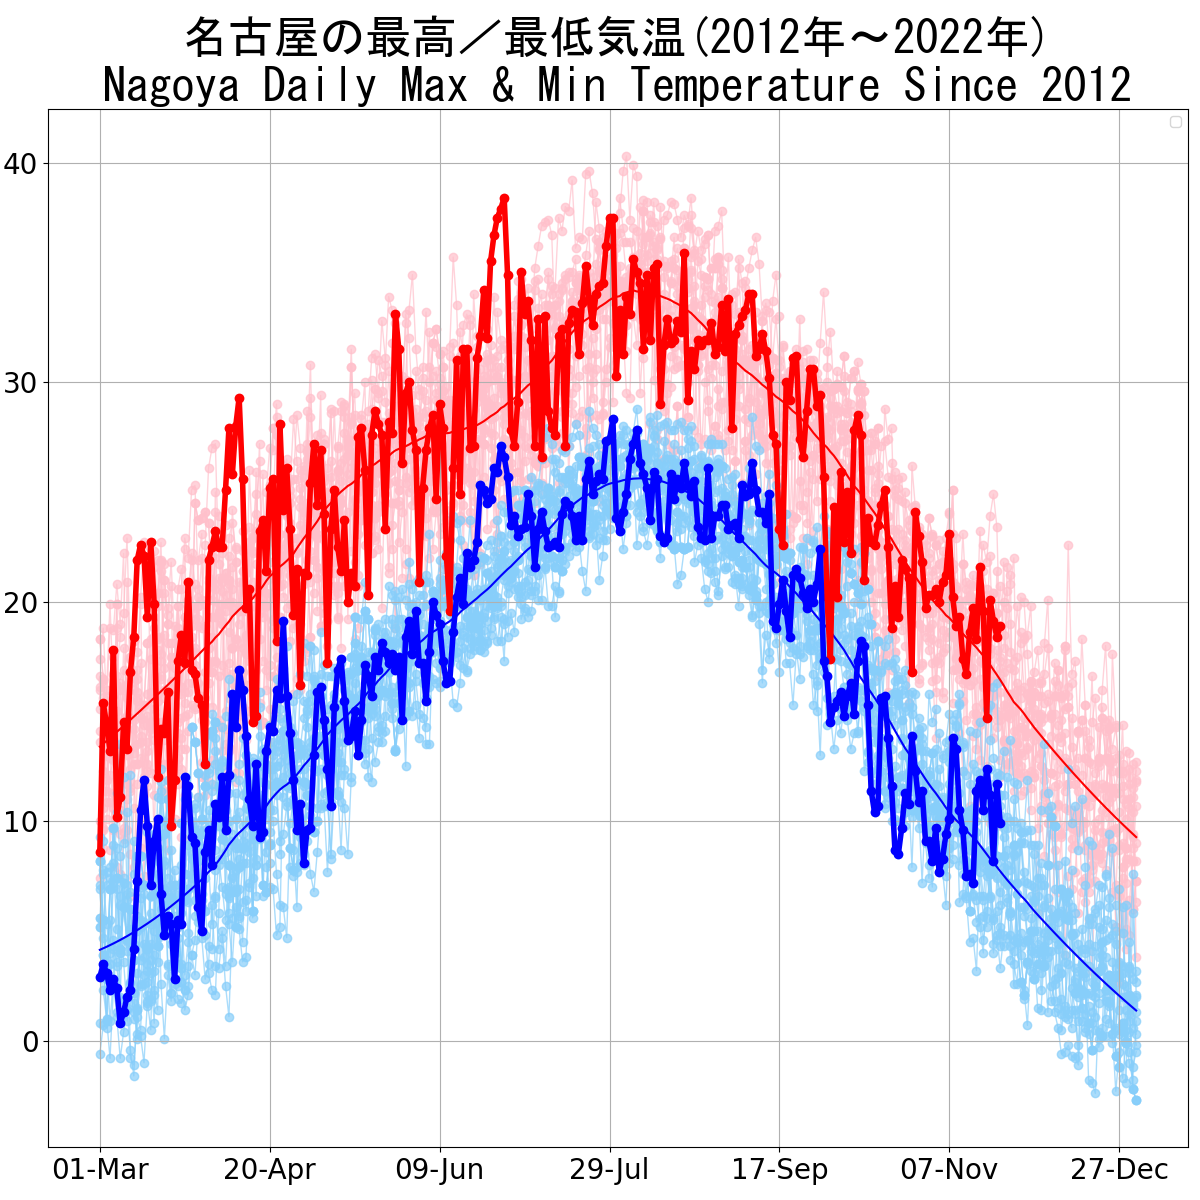 名古屋の最高／最低気温(2012年～2022年)
Nagoya Daily Max & Min Temperature Since 2012
40
30
20
10
0
01-Mar 20-Apr 09-Jun 29-Jul 17-Sep 07-Nov 27-Dec